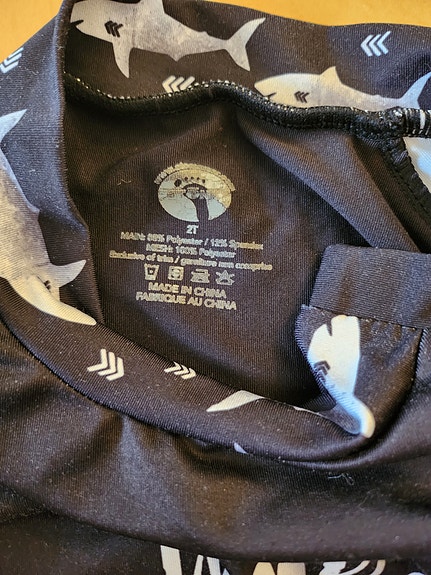 2T
MAIN: 88% Polyester / 12% Spandex
MESH: 100% Polyester
Exclusive of trims / garniture non comprise
MADE IN CHINA
FABRIQUE AU CHINA